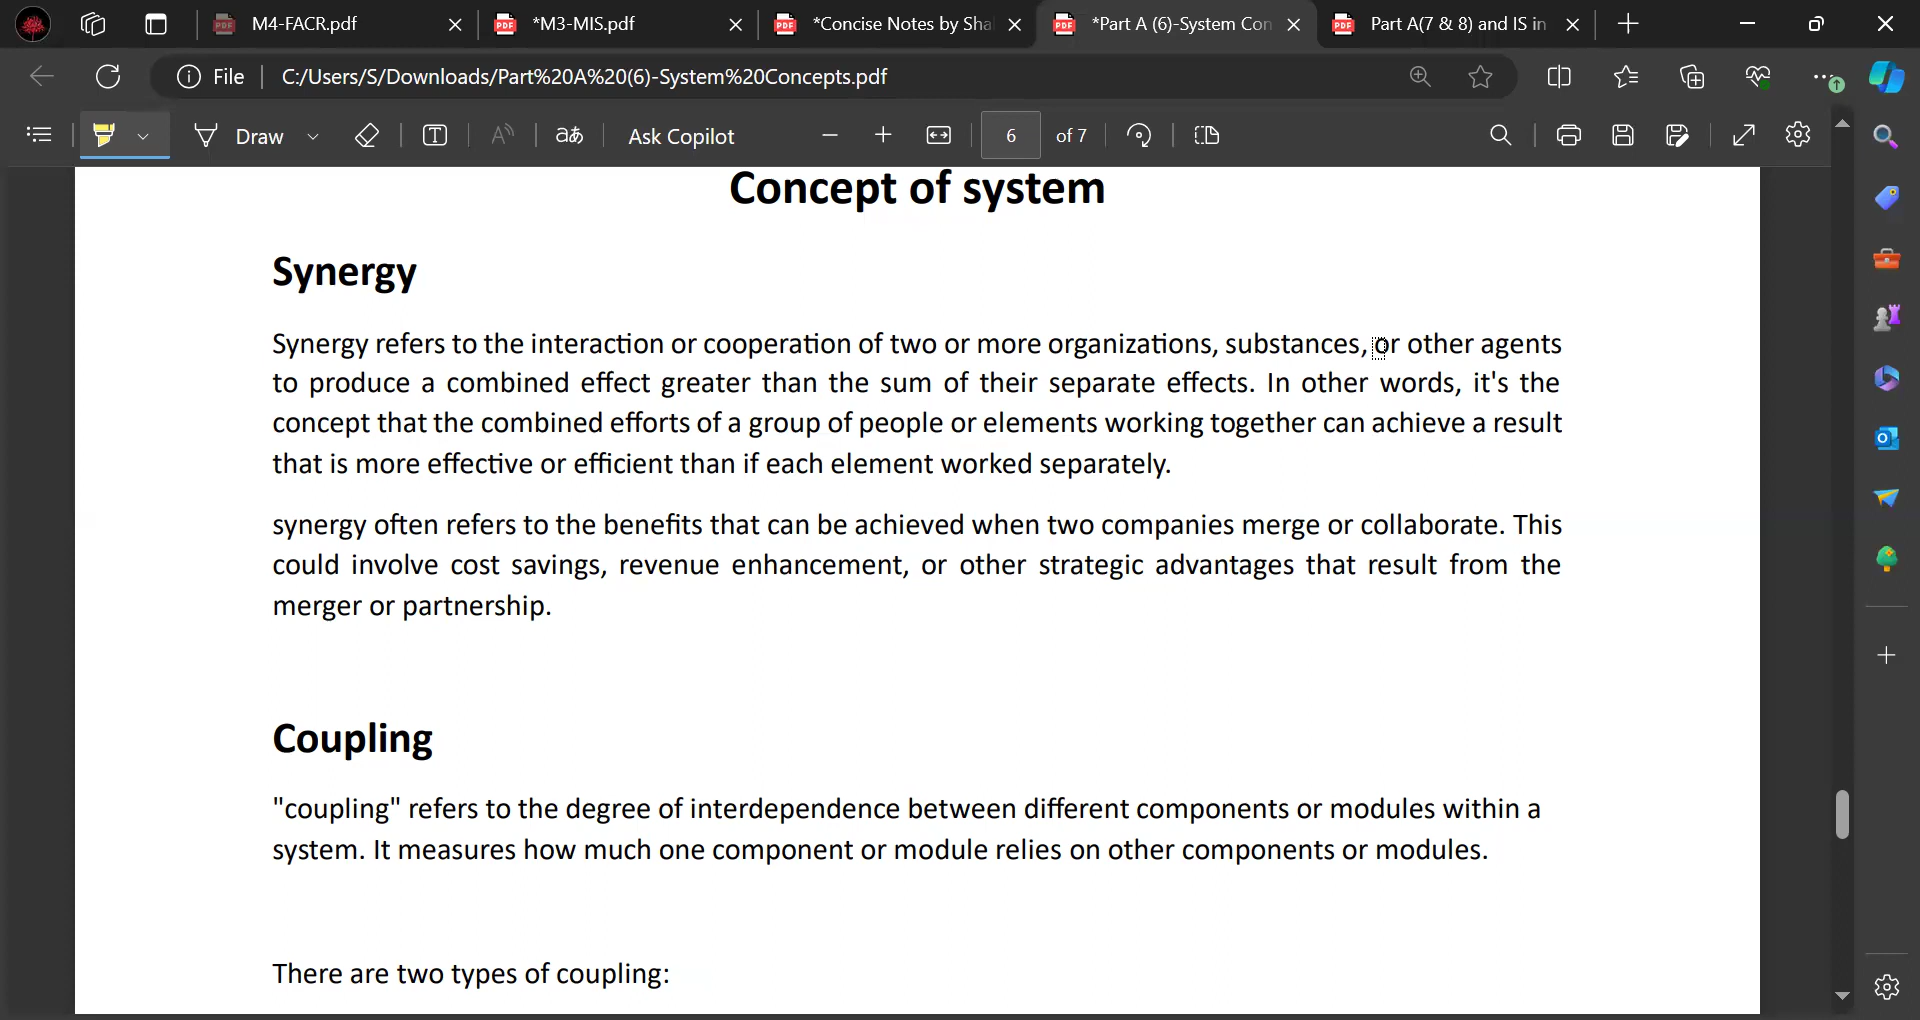 M4-FACR.pdf
*M3-MIS.pdf
*Concise Notes by Sha
*Part A (6)-System Con
Part A(7 & 8) and IS in
File
C:/Users/S/Downloads/Part%20A%20(6)-System%20Concepts.pdf
Draw
aあ
Ask Copilot
6
of 7
Concept of system
Synergy
Synergy refers to the interaction or cooperation of two or more organizations, substances, or other agents
to produce a combined effect greater than the sum of their separate effects. In other words, it's the
concept that the combined efforts of a group of people or elements working together can achieve a result
that is more effective or efficient than if each element worked separately.
synergy often refers to the benefits that can be achieved when two companies merge or collaborate. This
could involve cost savings, revenue enhancement, or other strategic advantages that result from the
merger or partnership.
Coupling
"coupling" refers to the degree of interdependence between different components or modules within a
system. It measures how much one component or module relies on other components or modules.
There are two types of coupling: